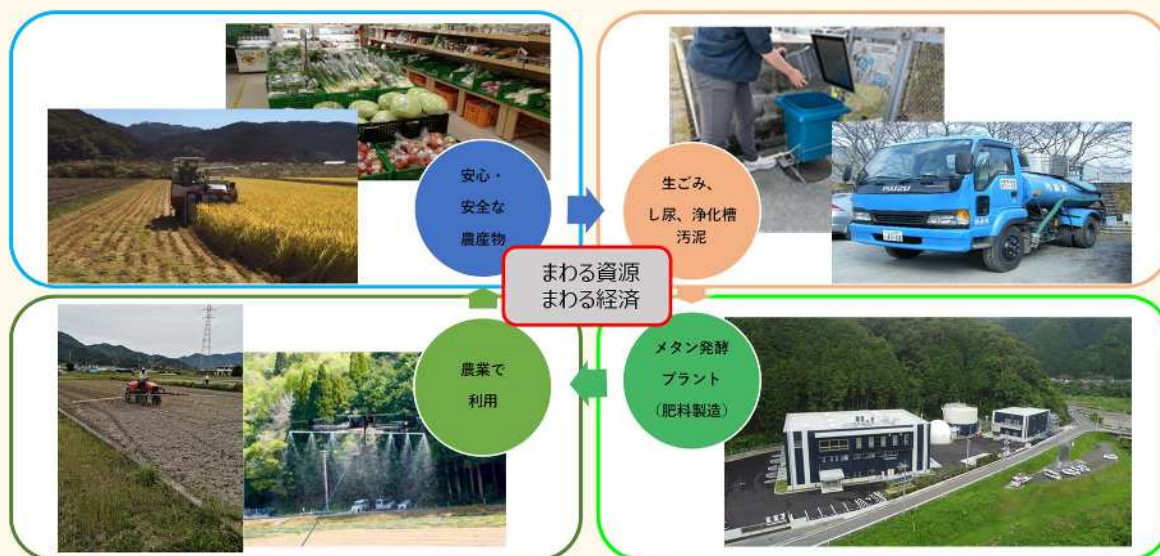 安心・
安全な
農産物
生ごみ、
し尿、浄化槽
汚泥
まわる資源
まわる経済
農業で
利用
メタン発酵
プラント
（肥料製造）
ISUZU